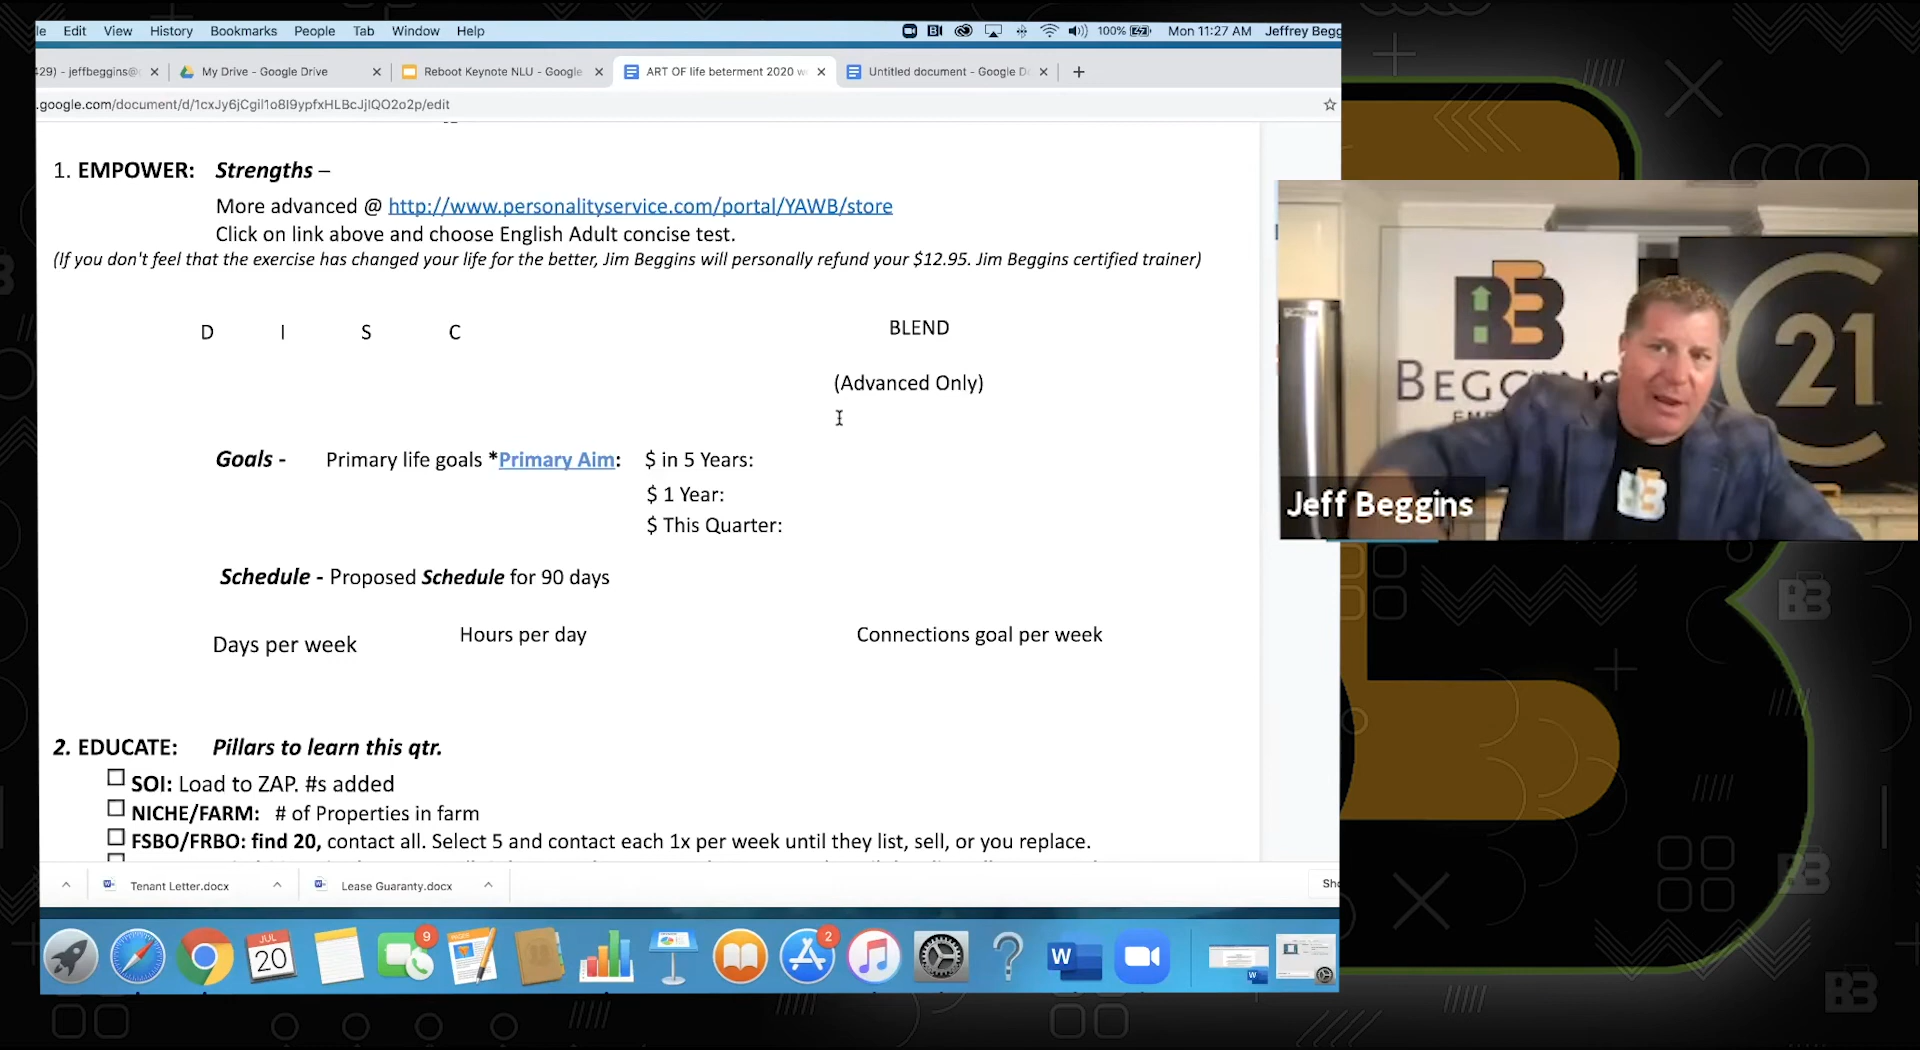 le Edit View History Bookmarks People Tab Window Help 100% Mon 11:27 AM Jeffrey Begg
429) - jeffbeggins@ My Drive - Google Drive Reboot Keynote NLU - Google ART OF life beterment 2020 w Untitled document - Google D
.google.com/document/d/1cxJy6jCgil1o8I9ypfxHLBcJjIQO2o2p/edit
1. EMPOWER: Strengths –
More advanced @ http://www.personalityservice.com/portal/YAWB/store
Click on link above and choose English Adult concise test.
(If you don't feel that the exercise has changed your life for the better, Jim Beggins will personally refund your $12.95. Jim Beggins certified trainer)
D I S C BLEND
(Advanced Only)
Goals - Primary life goals *Primary Aim: $ in 5 Years:
$ 1 Year:
$ This Quarter:
Schedule - Proposed Schedule for 90 days
Days per week Hours per day Connections goal per week
2. EDUCATE: Pillars to learn this qtr.
SOI: Load to ZAP. #s added
NICHE/FARM: # of Properties in farm
FSBO/FRBO: find 20, contact all. Select 5 and contact each 1x per week until they list, sell, or you replace.
Tenant Letter.docx Lease Guaranty.docx Sho
JUL
20
9
PAGES
2
W
W
BEGG
C21
Jeff Beggins